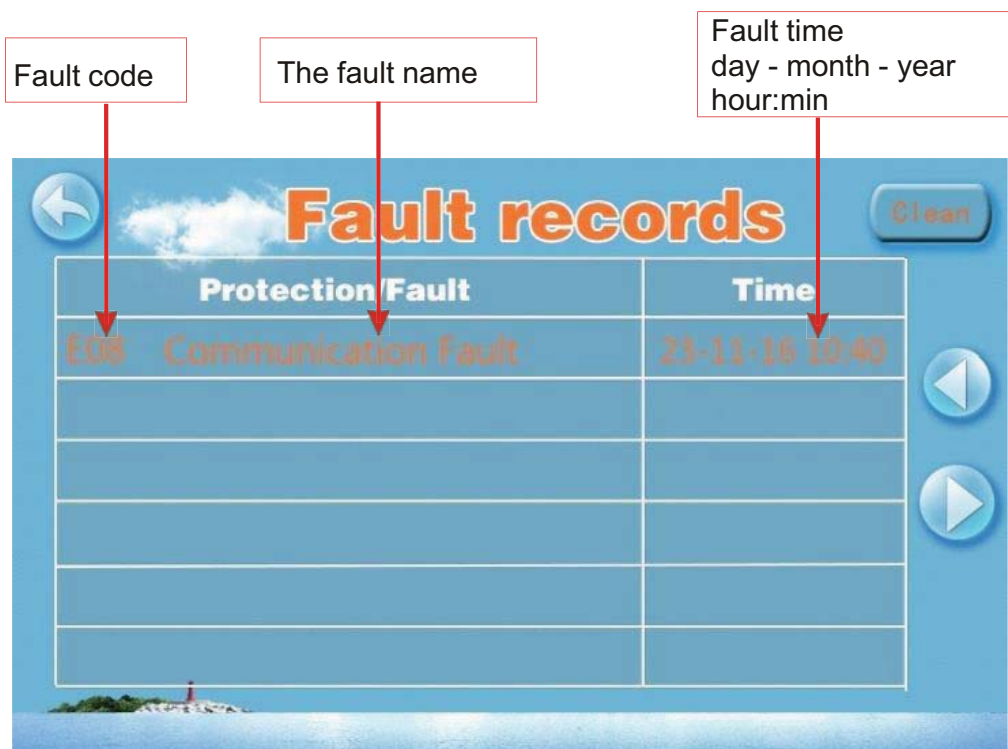 Fault code
The fault name
Fault time
day - month - year
hour:min
Fault records
Clean
Protection/Fault
Time
E08 Communication Fault
23-11-16 10:40